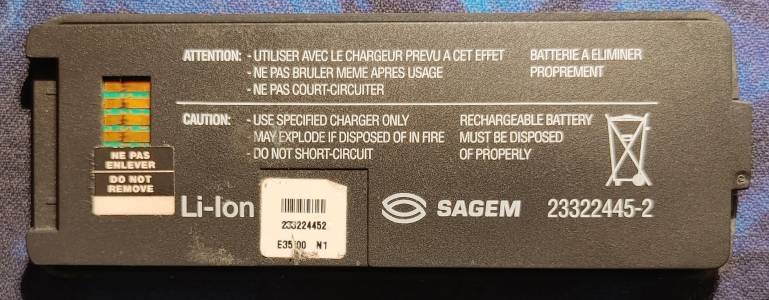 ATTENTION: - UTILISER AVEC LE CHARGEUR PREVU A CET EFFET
- NE PAS BRULER MEME APRES USAGE
- NE PAS COURT-CIRCUITER
BATTERIE A ELIMINER
PROPREMENT
CAUTION: - USE SPECIFIED CHARGER ONLY
MAY EXPLODE IF DISPOSED OF IN FIRE
- DO NOT SHORT-CIRCUIT
RECHARGEABLE BATTERY
MUST BE DISPOSED
OF PROPERLY
NE PAS
ENLEVER
DO NOT
REMOVE
Li-Ion
233224452
N1
SAGEM
23322445-2